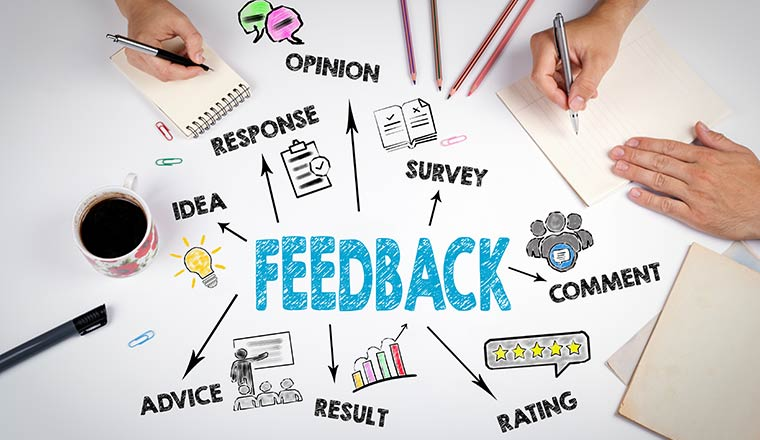 OPINION
RESPONSE
SURVEY
IDEA
FEEDBACK
COMMENT
ADVICE
RESULT
RATING